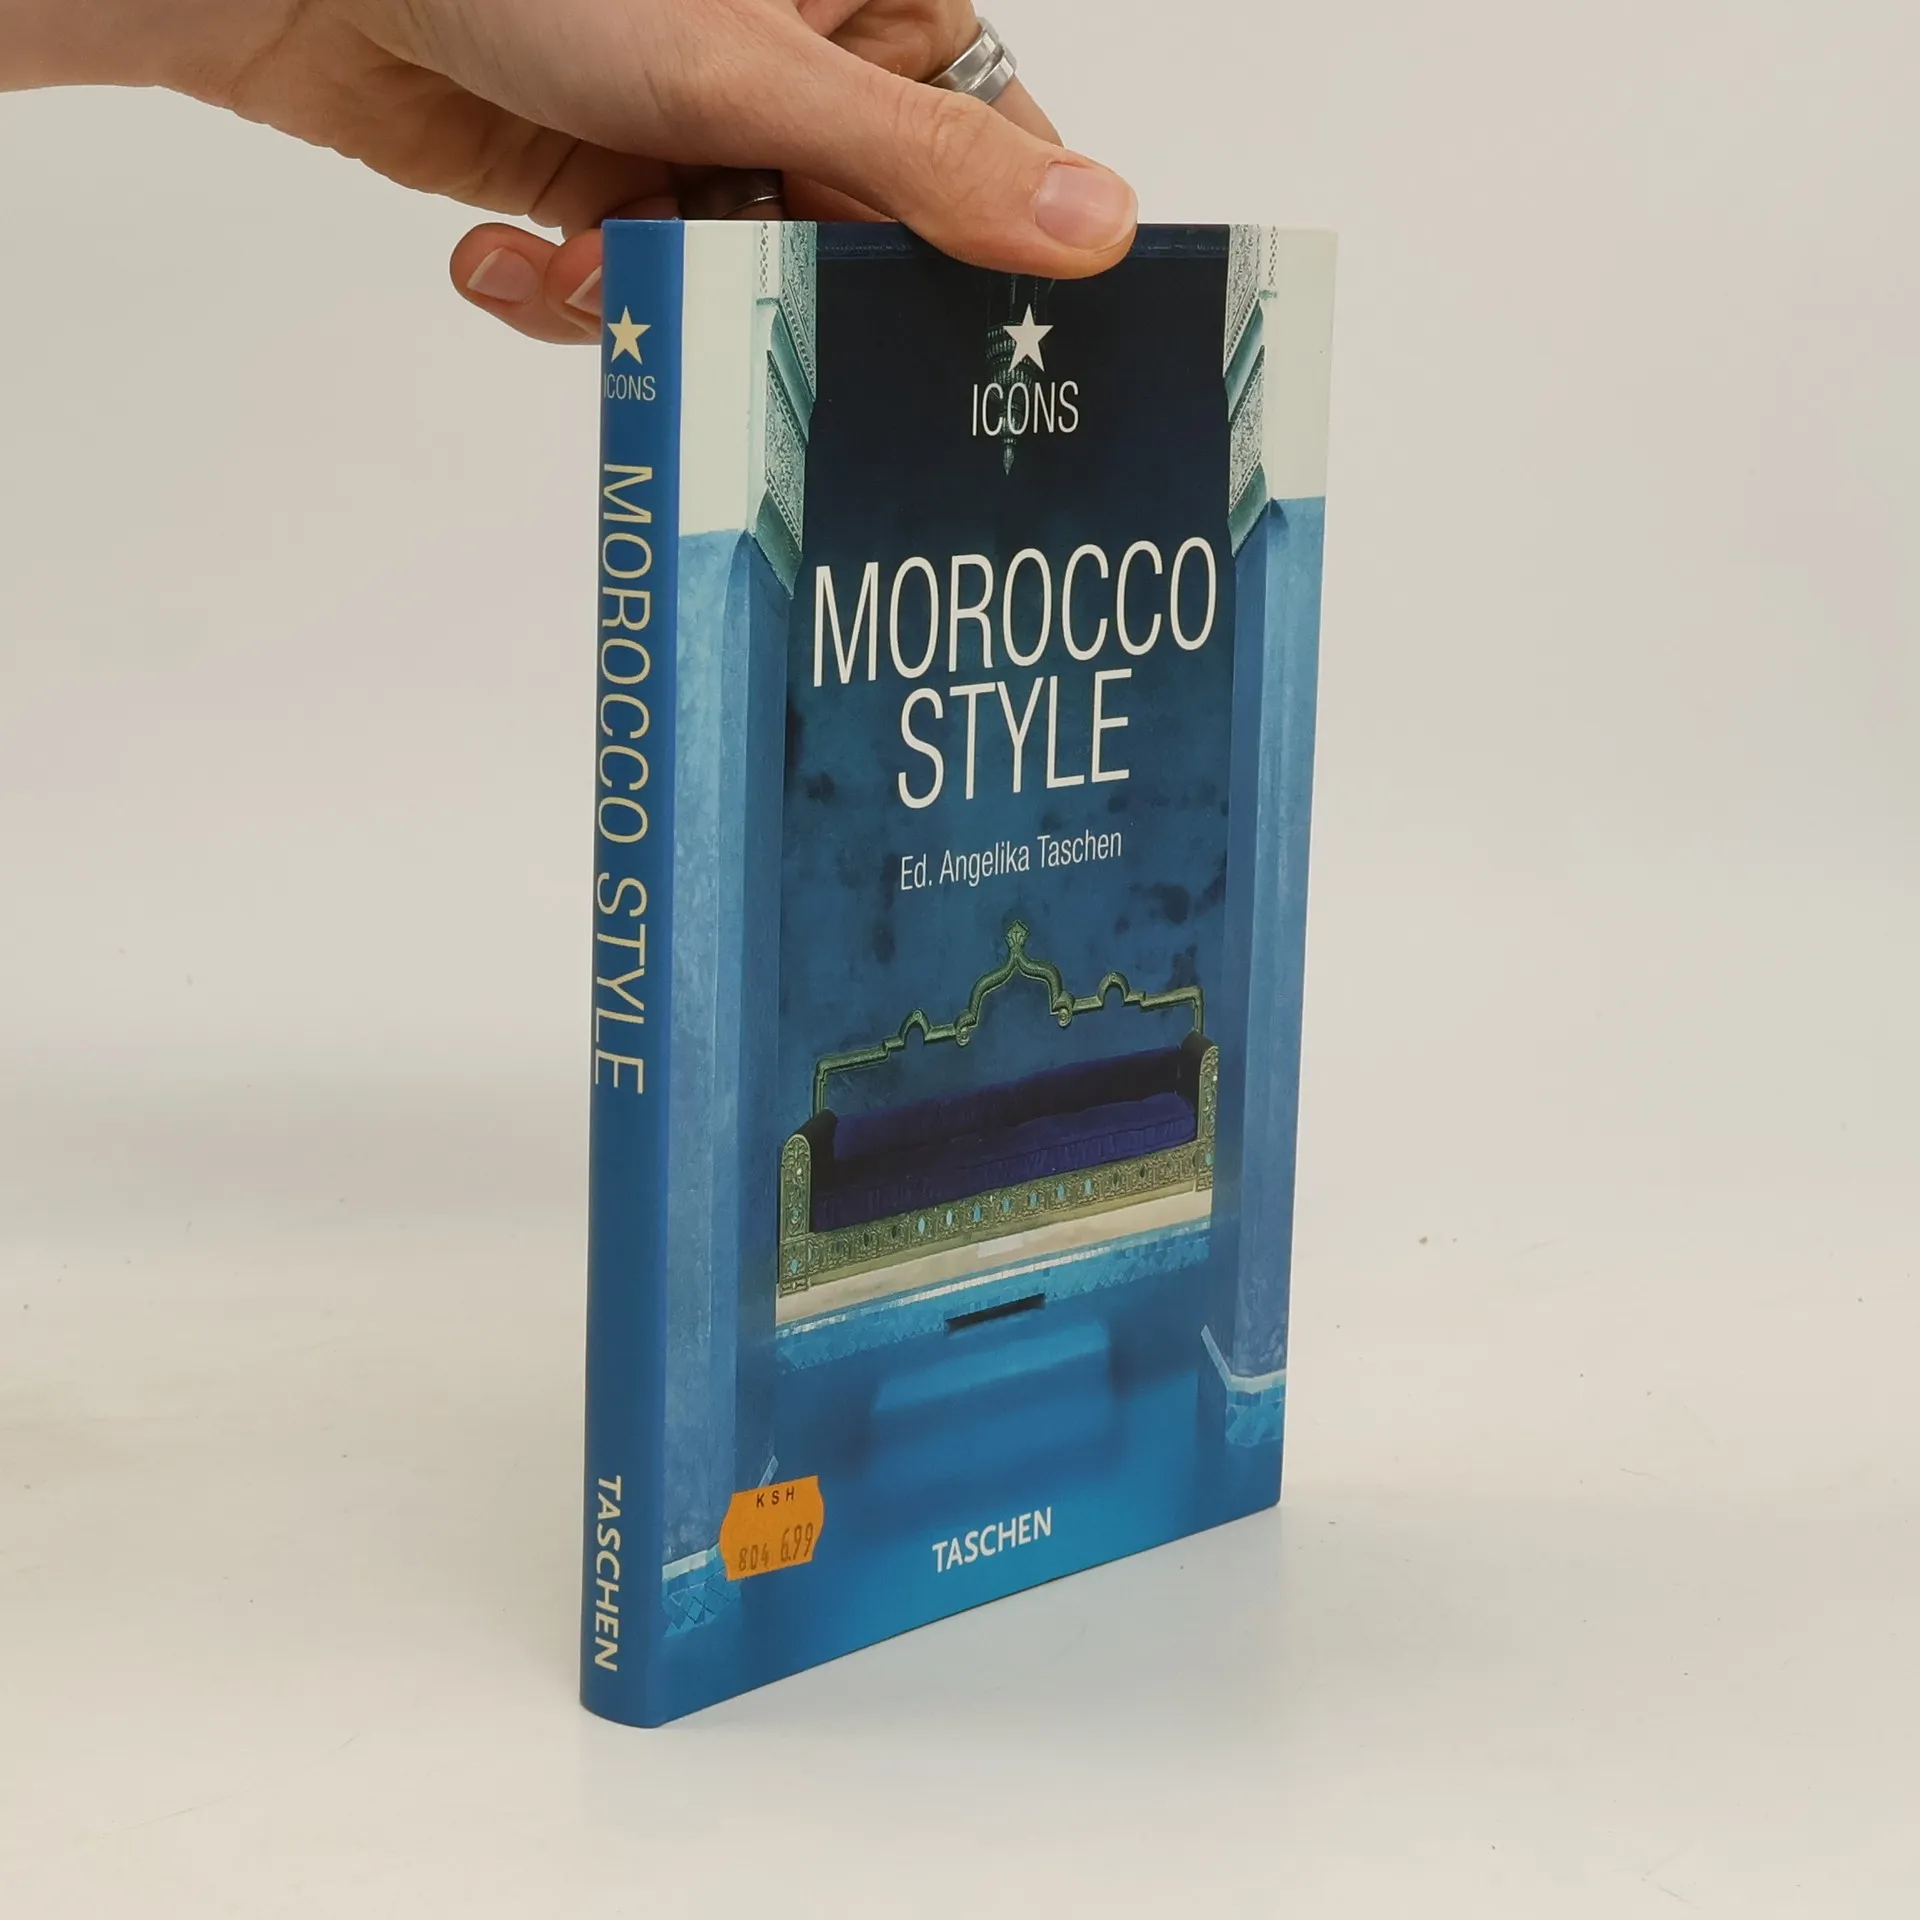 ICONS
MOROCCO STYLE
TASCHEN
ICONS
MOROCCO
STYLE
Ed. Angelika Taschen
KSH
804 6.99
TASCHEN